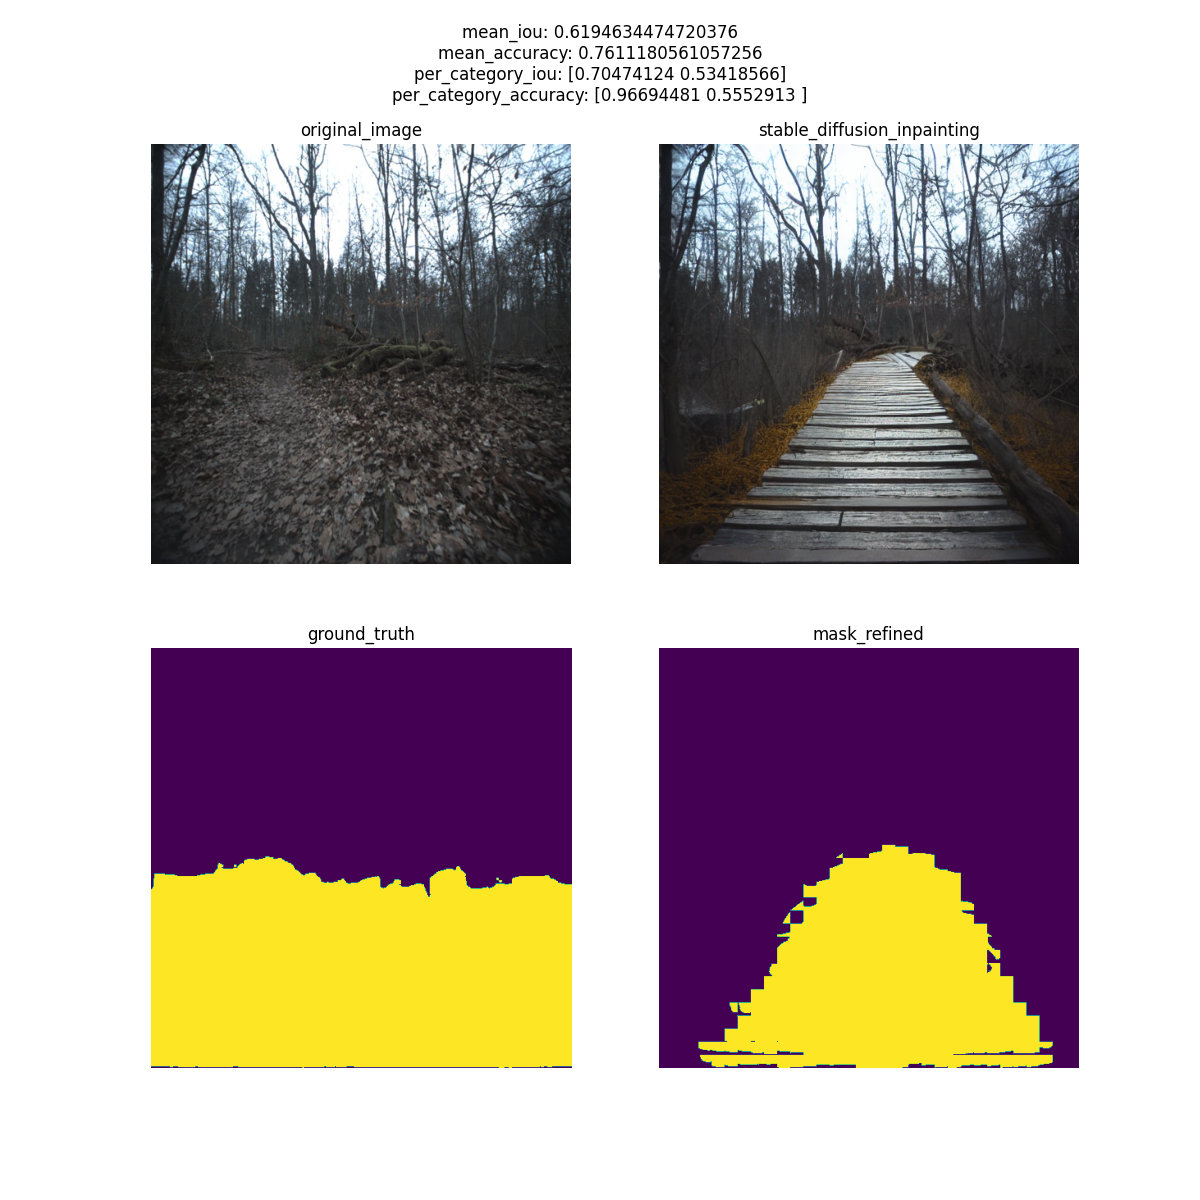 mean_iou: 0.6194634474720376
mean_accuracy: 0.7611180561057256
per_category_iou: [0.70474124 0.53418566]
per_category_accuracy: [0.96694481 0.5552913 ]
original_image
stable_diffusion_inpainting
ground_truth
mask_refined